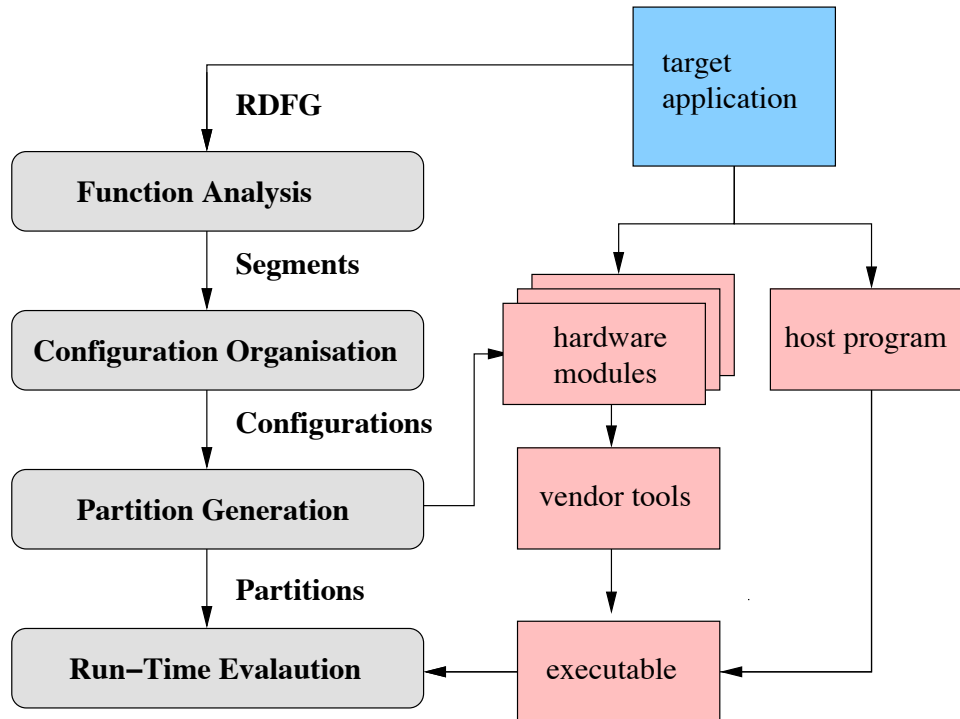 target
application
RDFG
Function Analysis
Segments
Configuration Organisation
hardware
modules
host program
Configurations
Partition Generation
vendor tools
Partitions
Run−Time Evalaution
executable